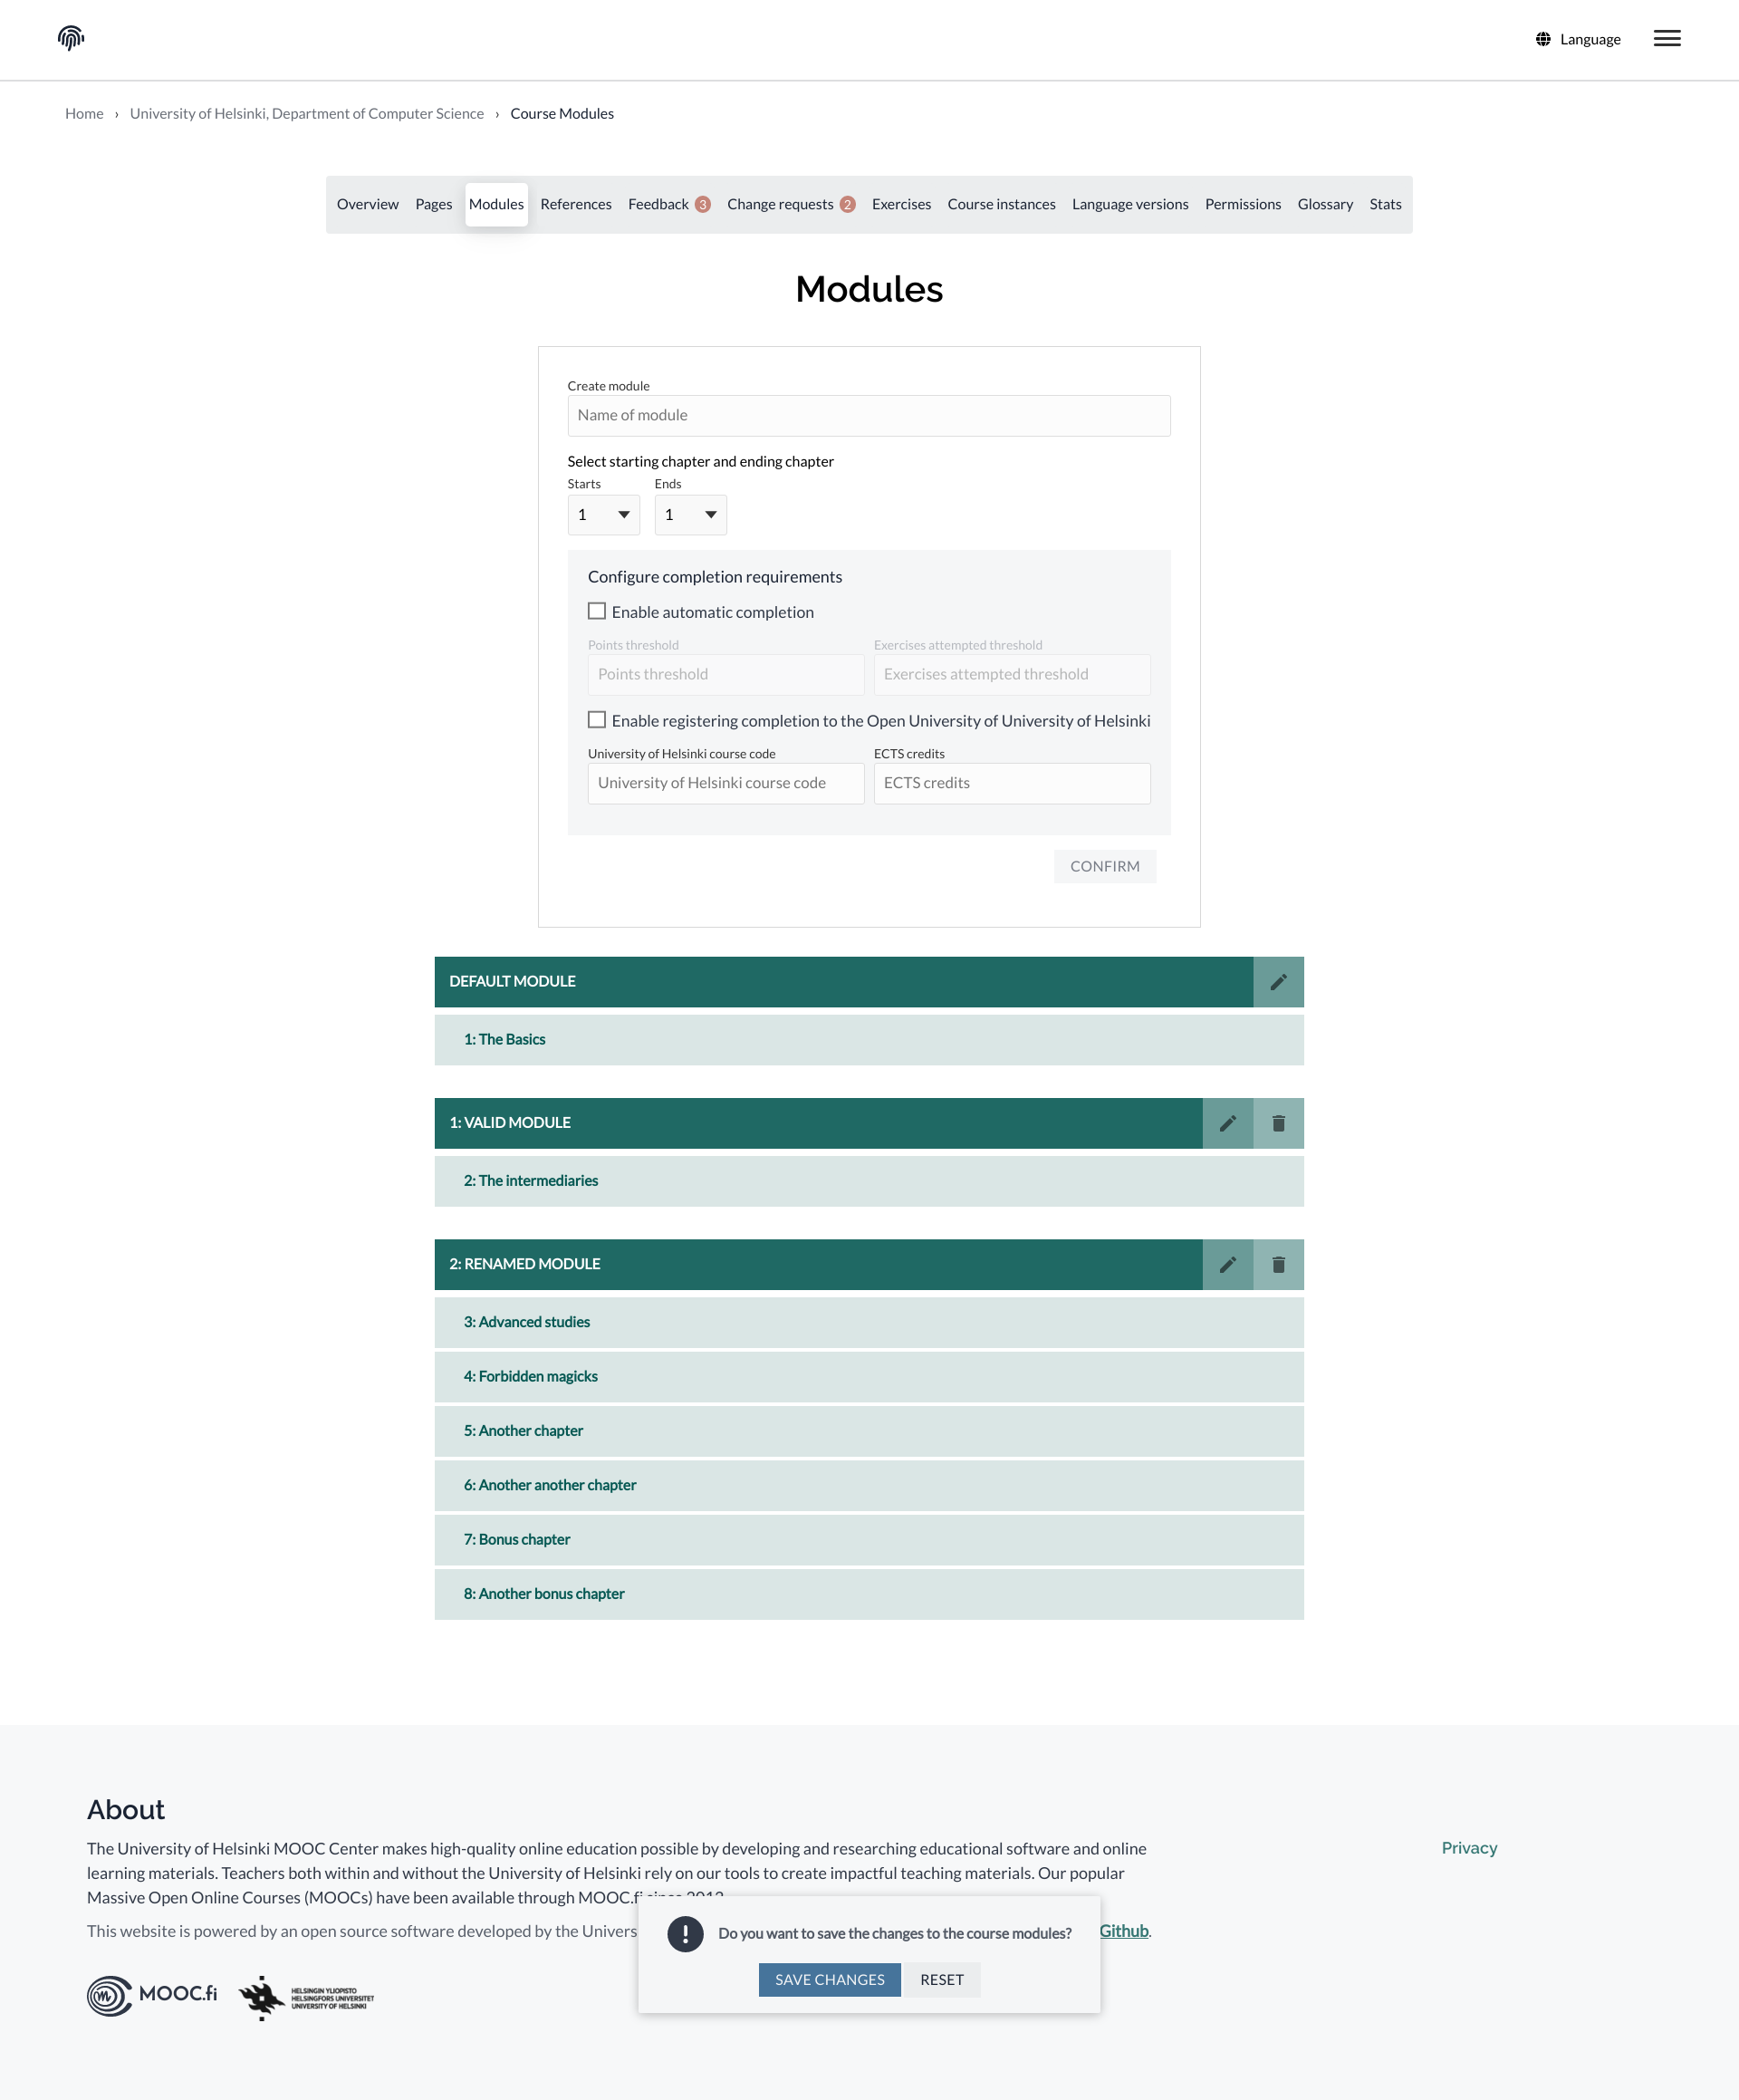 Language
Home › University of Helsinki, Department of Computer Science › Course Modules
Overview Pages Modules References Feedback 3 Change requests 2 Exercises Course instances Language versions Permissions Glossary Stats
Modules
Create module
Name of module
Select starting chapter and ending chapter
Starts Ends
1 1
Configure completion requirements
Enable automatic completion
Points threshold Exercises attempted threshold
Points threshold Exercises attempted threshold
Enable registering completion to the Open University of University of Helsinki
University of Helsinki course code ECTS credits
University of Helsinki course code ECTS credits
CONFIRM
DEFAULT MODULE
1: The Basics
1: VALID MODULE
2: The intermediaries
2: RENAMED MODULE
3: Advanced studies
4: Forbidden magicks
5: Another chapter
6: Another another chapter
7: Bonus chapter
8: Another bonus chapter
About
The University of Helsinki MOOC Center makes high-quality online education possible by developing and researching educational software and online
learning materials. Teachers both within and without the University of Helsinki rely on our tools to create impactful teaching materials. Our popular
Massive Open Online Courses (MOOCs) have been available through MOOC.fi
Privacy
This website is powered by an open source software developed by the Univers
Github.
Do you want to save the changes to the course modules?
SAVE CHANGES RESET
MOOC.fi
HELSINGIN YLIOPISTO
HELSINGFORS UNIVERSITET
UNIVERSITY OF HELSINKI